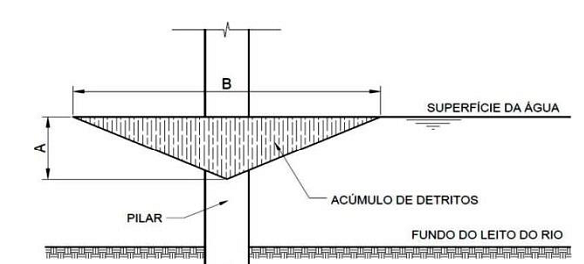 B
SUPERFÍCIE DA ÁGUA
A
ACÚMULO DE DETRITOS
PILAR
FUNDO DO LEITO DO RIO